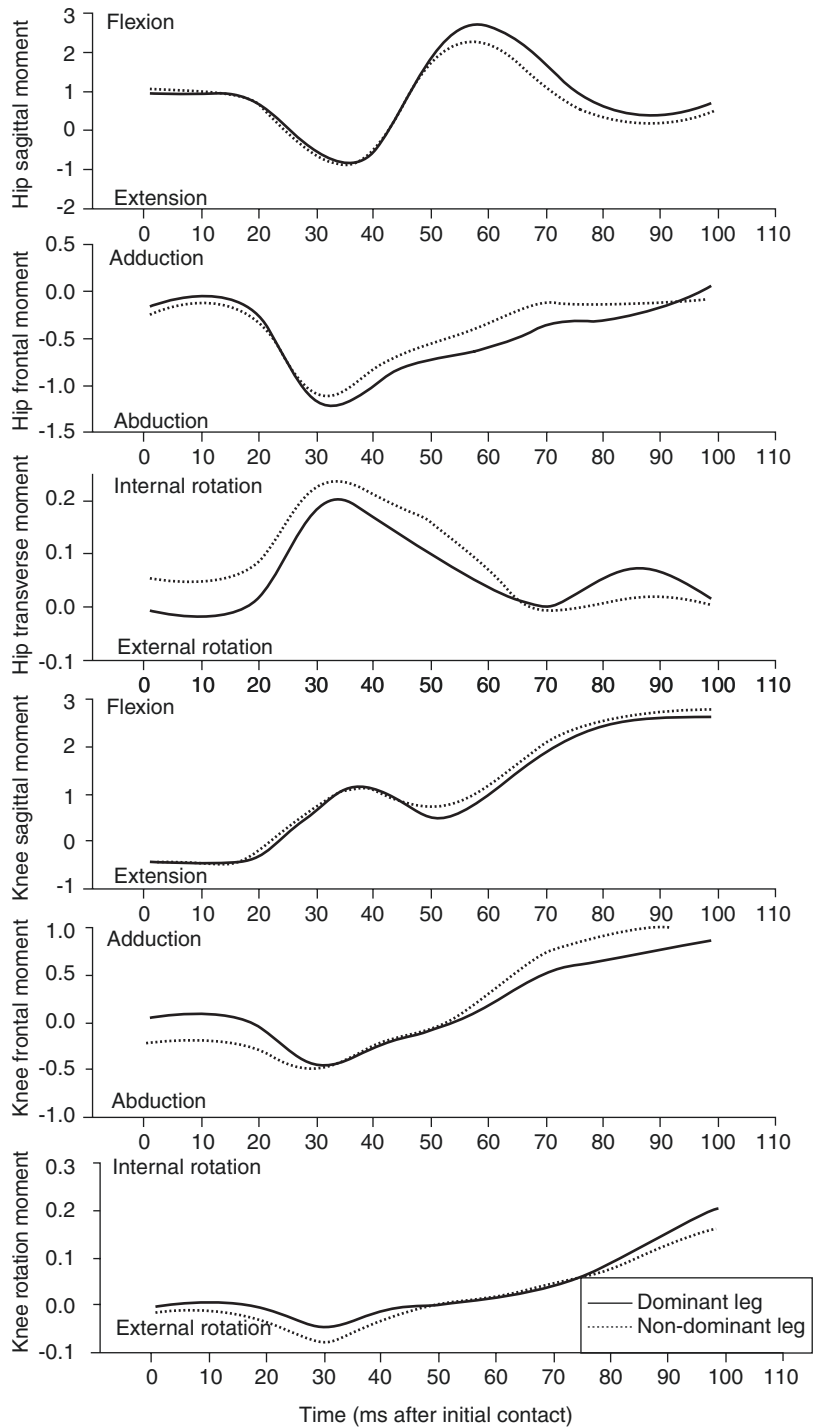 Hip sagittal moment
3
2
1
0
-1
-2
Flexion
Extension
0 10 20 30 40 50 60 70 80 90 100 110
Hip frontal moment
0.5
0.0
-0.5
-1.0
-1.5
Adduction
Abduction
0 10 20 30 40 50 60 70 80 90 100 110
Hip transverse moment
0.2
0.1
0.0
-0.1
Internal rotation
External rotation
0 10 20 30 40 50 60 70 80 90 100 110
Knee sagittal moment
3
2
1
0
-1
Flexion
Extension
0 10 20 30 40 50 60 70 80 90 100 110
Knee frontal moment
1.0
0.5
0.0
-0.5
-1.0
Adduction
Abduction
0 10 20 30 40 50 60 70 80 90 100 110
Knee rotation moment
0.3
0.2
0.1
0.0
-0.1
Internal rotation
External rotation
Dominant leg
Non-dominant leg
0 10 20 30 40 50 60 70 80 90 100 110
Time (ms after initial contact)